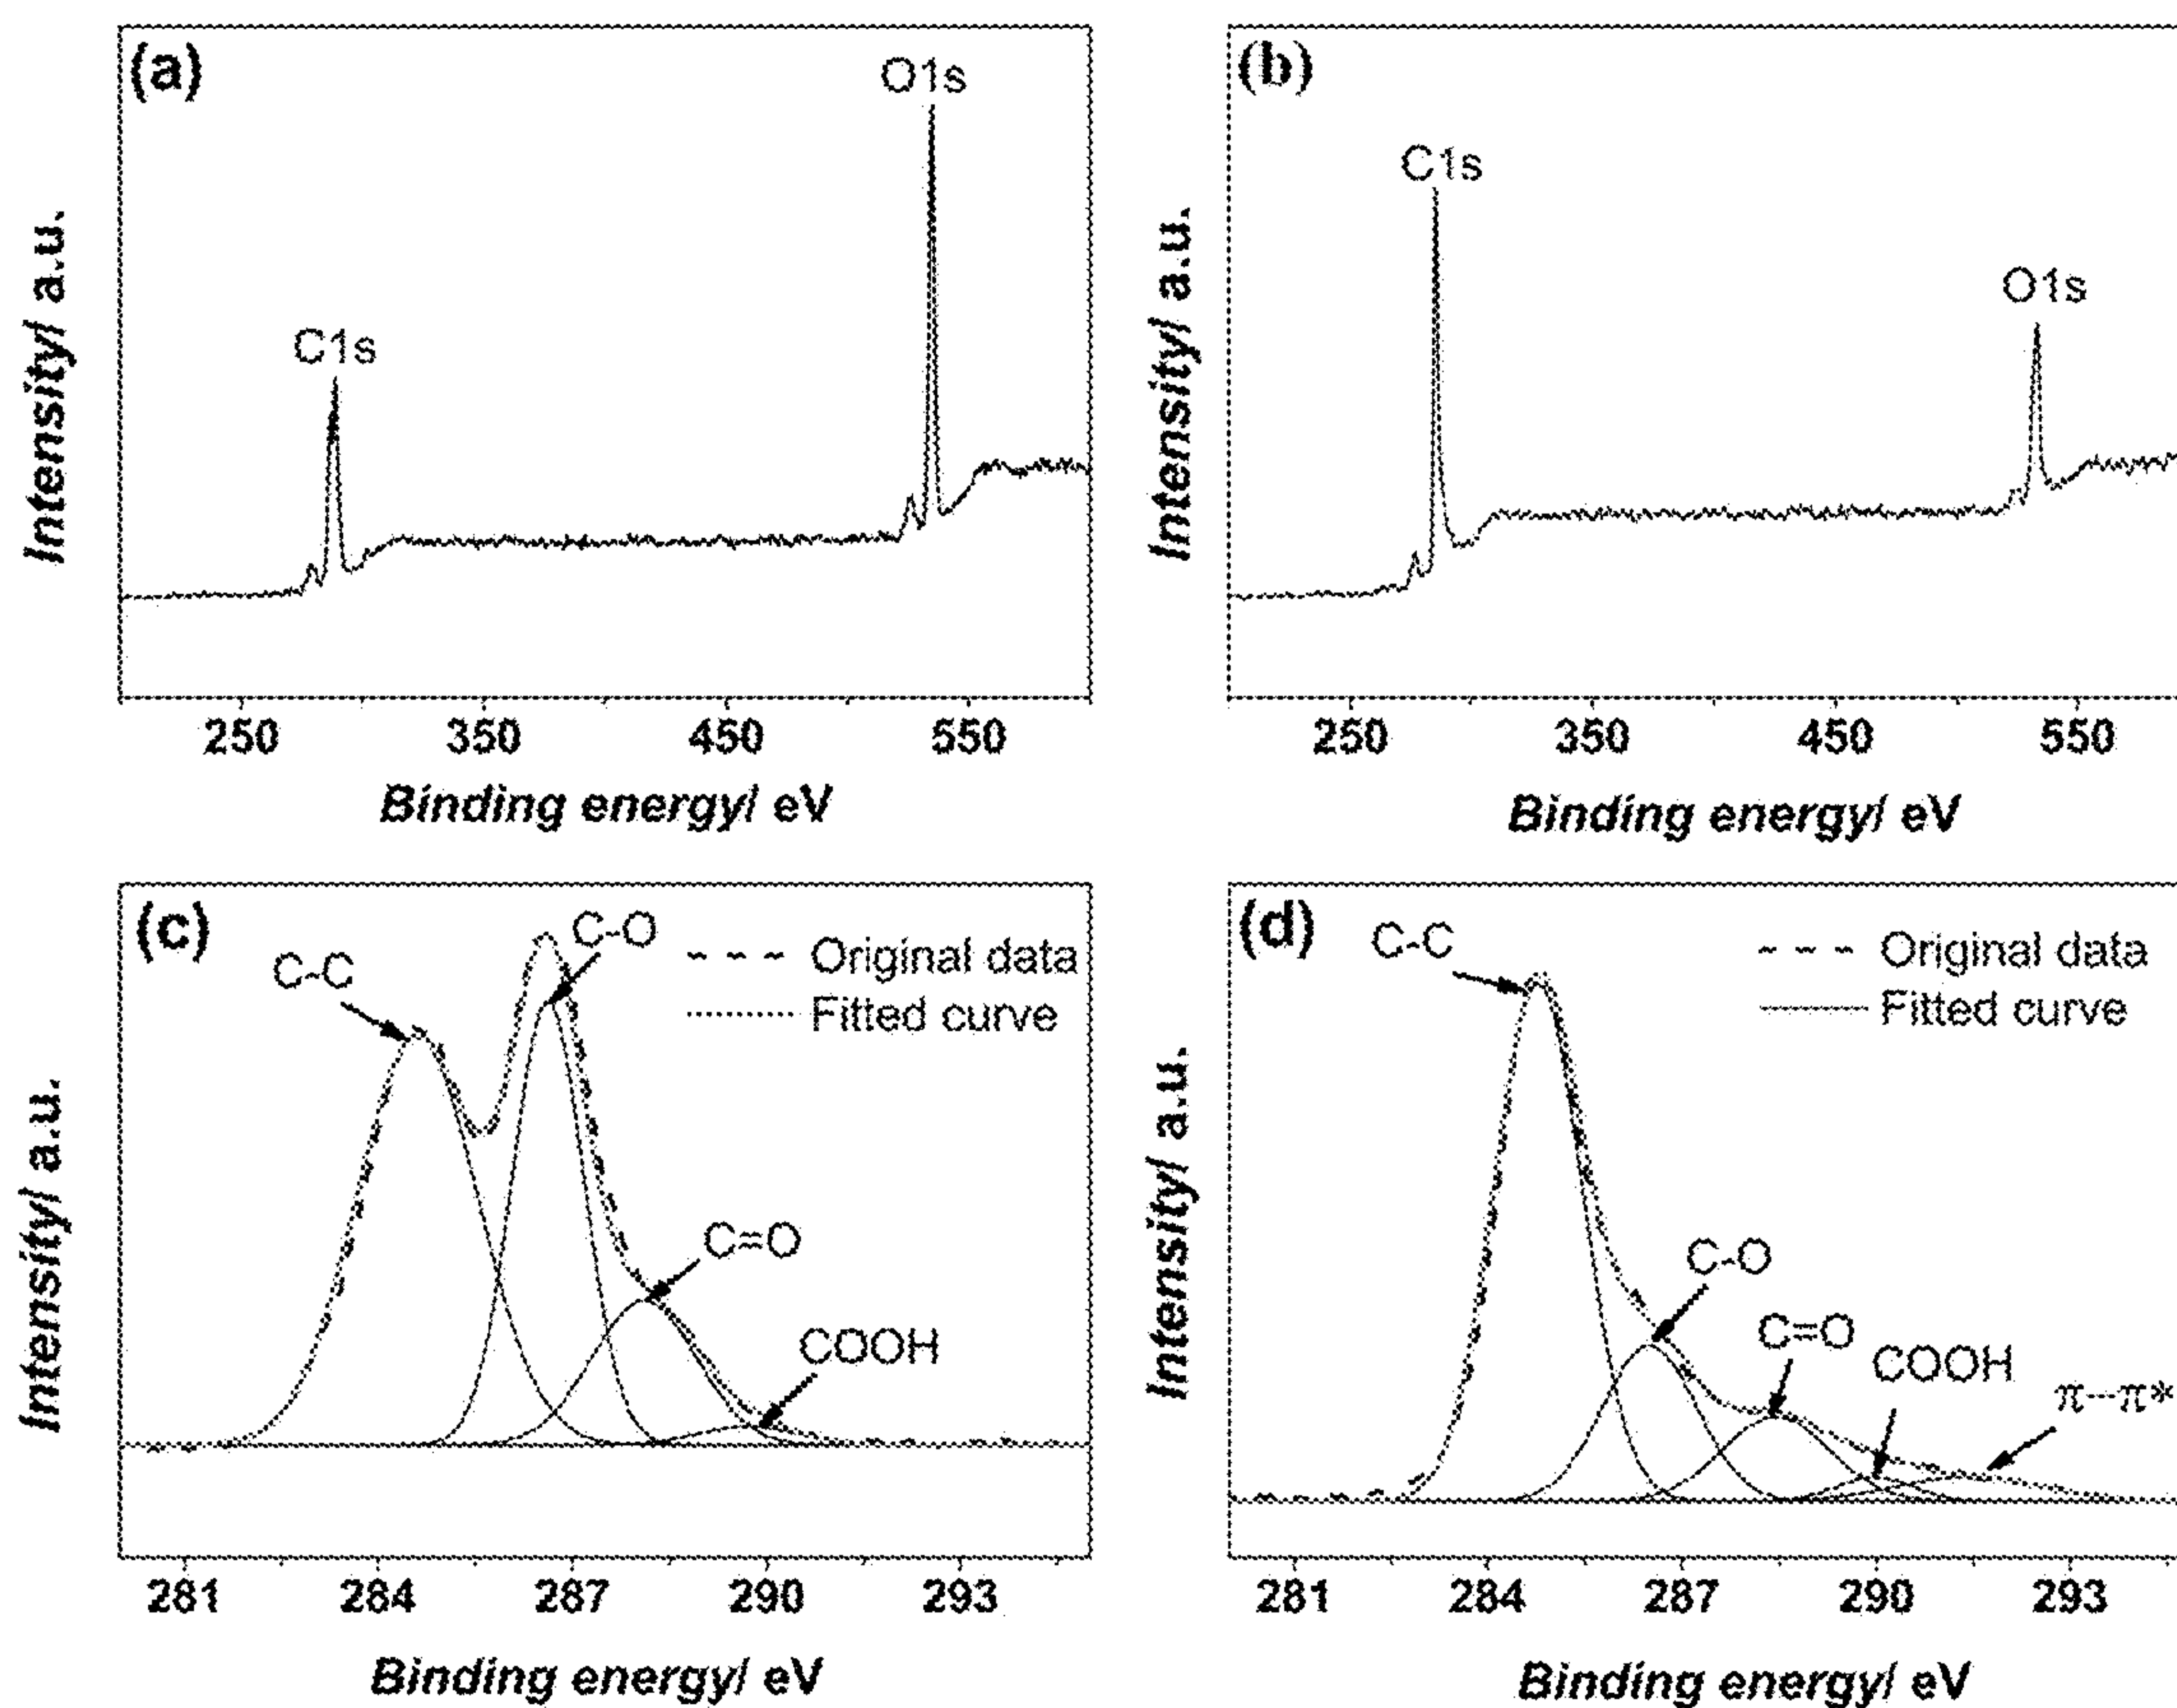 (a)
O1s
C1s
Intensity/ a.u.
250 350 450 550
Binding energy/ eV
(b)
C1s
O1s
Intensity/ a.u.
250 350 450 550
Binding energy/ eV
(c)
C-O
C-C
Original data
Fitted curve
C=O
COOH
Intensity/ a.u.
281 284 287 290 293
Binding energy/ eV
(d)
C-C
Original data
Fitted curve
C-O
C=O
COOH
π--π*
Intensity/ a.u.
281 284 287 290 293
Binding energy/ eV